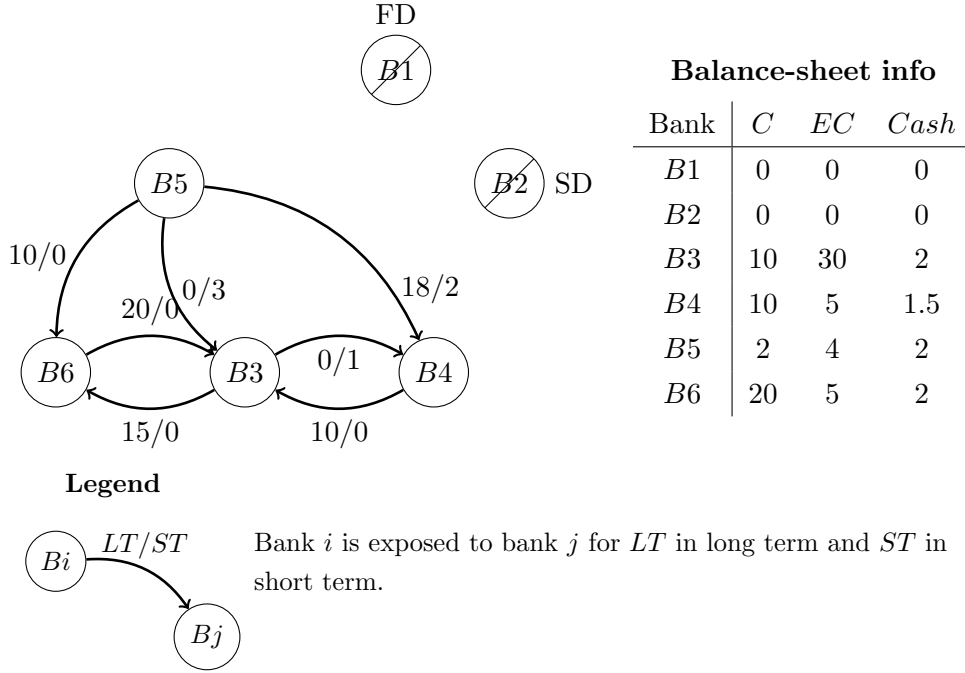 FD
B1
Balance-sheet info
Bank C EC Cash
B1 0 0 0
B2 0 0 0
B3 10 30 2
B4 10 5 1.5
B5 2 4 2
B6 20 5 2
B5
B2 SD
10/0
0/3
18/2
20/0
B6
B3
0/1
B4
15/0
10/0
Legend
Bi
LT/ST
Bj
Bank i is exposed to bank j for LT in long term and ST in
short term.